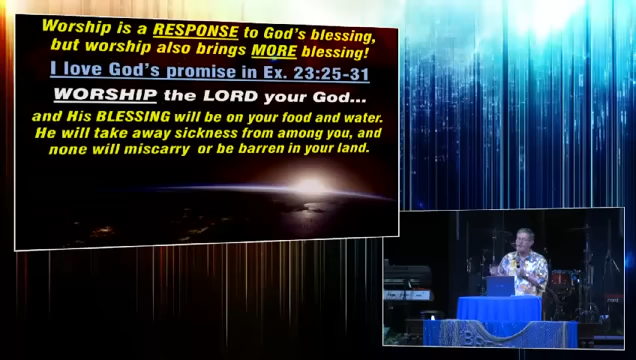 Worship is a RESPONSE to God's blessing,
but worship also brings MORE blessing!
I love God's promise in Ex. 23:25-31
WORSHIP the LORD your God...
and His BLESSING will be on your food and water.
He will take away sickness from among you, and
none will miscarry or be barren in your land.